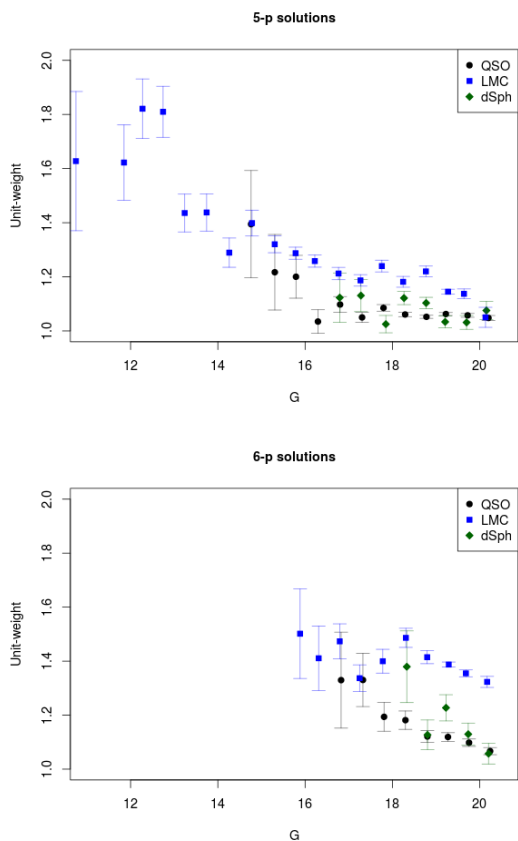 5-p solutions
2.0
1.8
1.6
1.4
1.2
1.0
Unit-weight
QSO
LMC
dSph
12 14 16 18 20
G
6-p solutions
2.0
1.8
1.6
1.4
1.2
1.0
Unit-weight
QSO
LMC
dSph
12 14 16 18 20
G